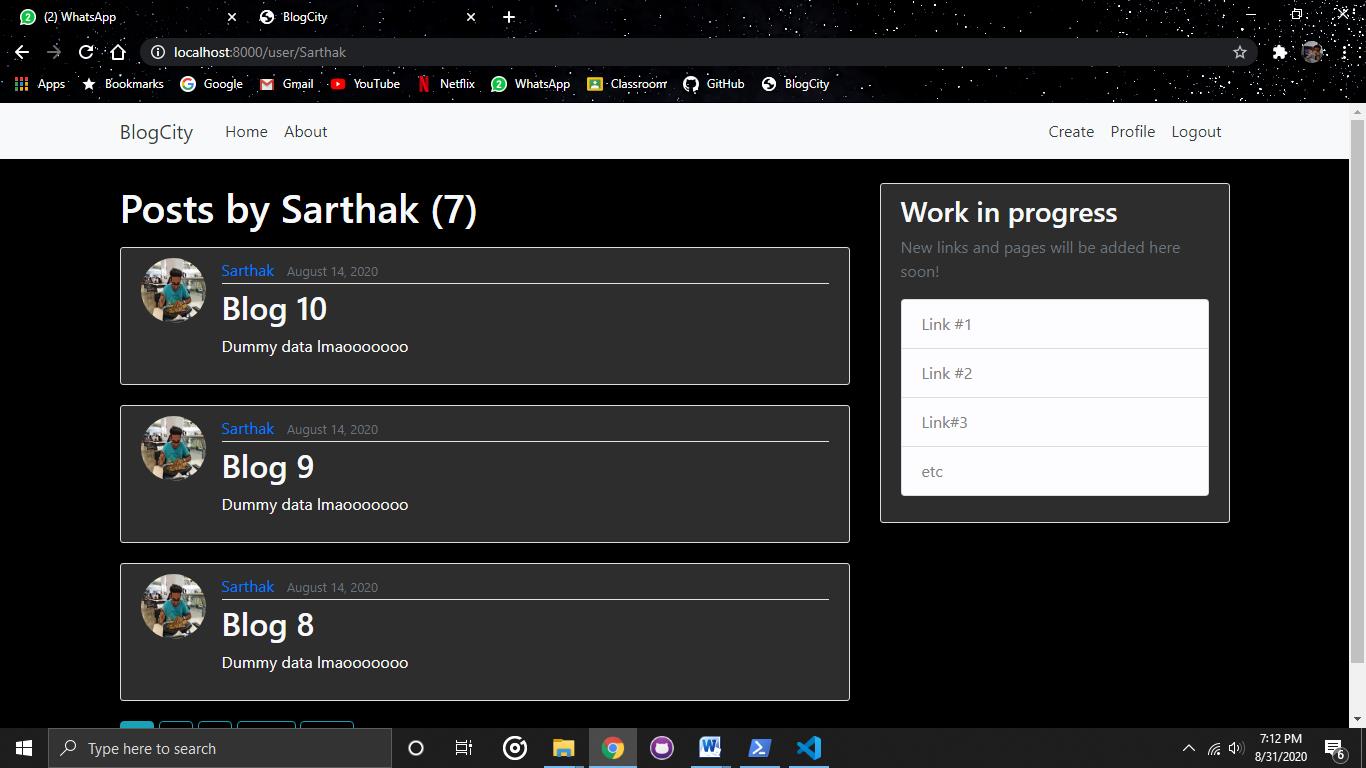 (2) WhatsApp
BlogCity
localhost:8000/user/Sarthak
Apps Bookmarks Google Gmail YouTube Netflix 2 WhatsApp Classroom GitHub BlogCity
BlogCity Home About Create Profile Logout
Posts by Sarthak (7)
Sarthak August 14, 2020
Blog 10
Dummy data lmaooooooo
Sarthak August 14, 2020
Blog 9
Dummy data lmaooooooo
Sarthak August 14, 2020
Blog 8
Dummy data lmaooooooo
Work in progress
New links and pages will be added here
soon!
Link #1
Link #2
Link#3
etc
Type here to search
7:12 PM
8/31/2020
6